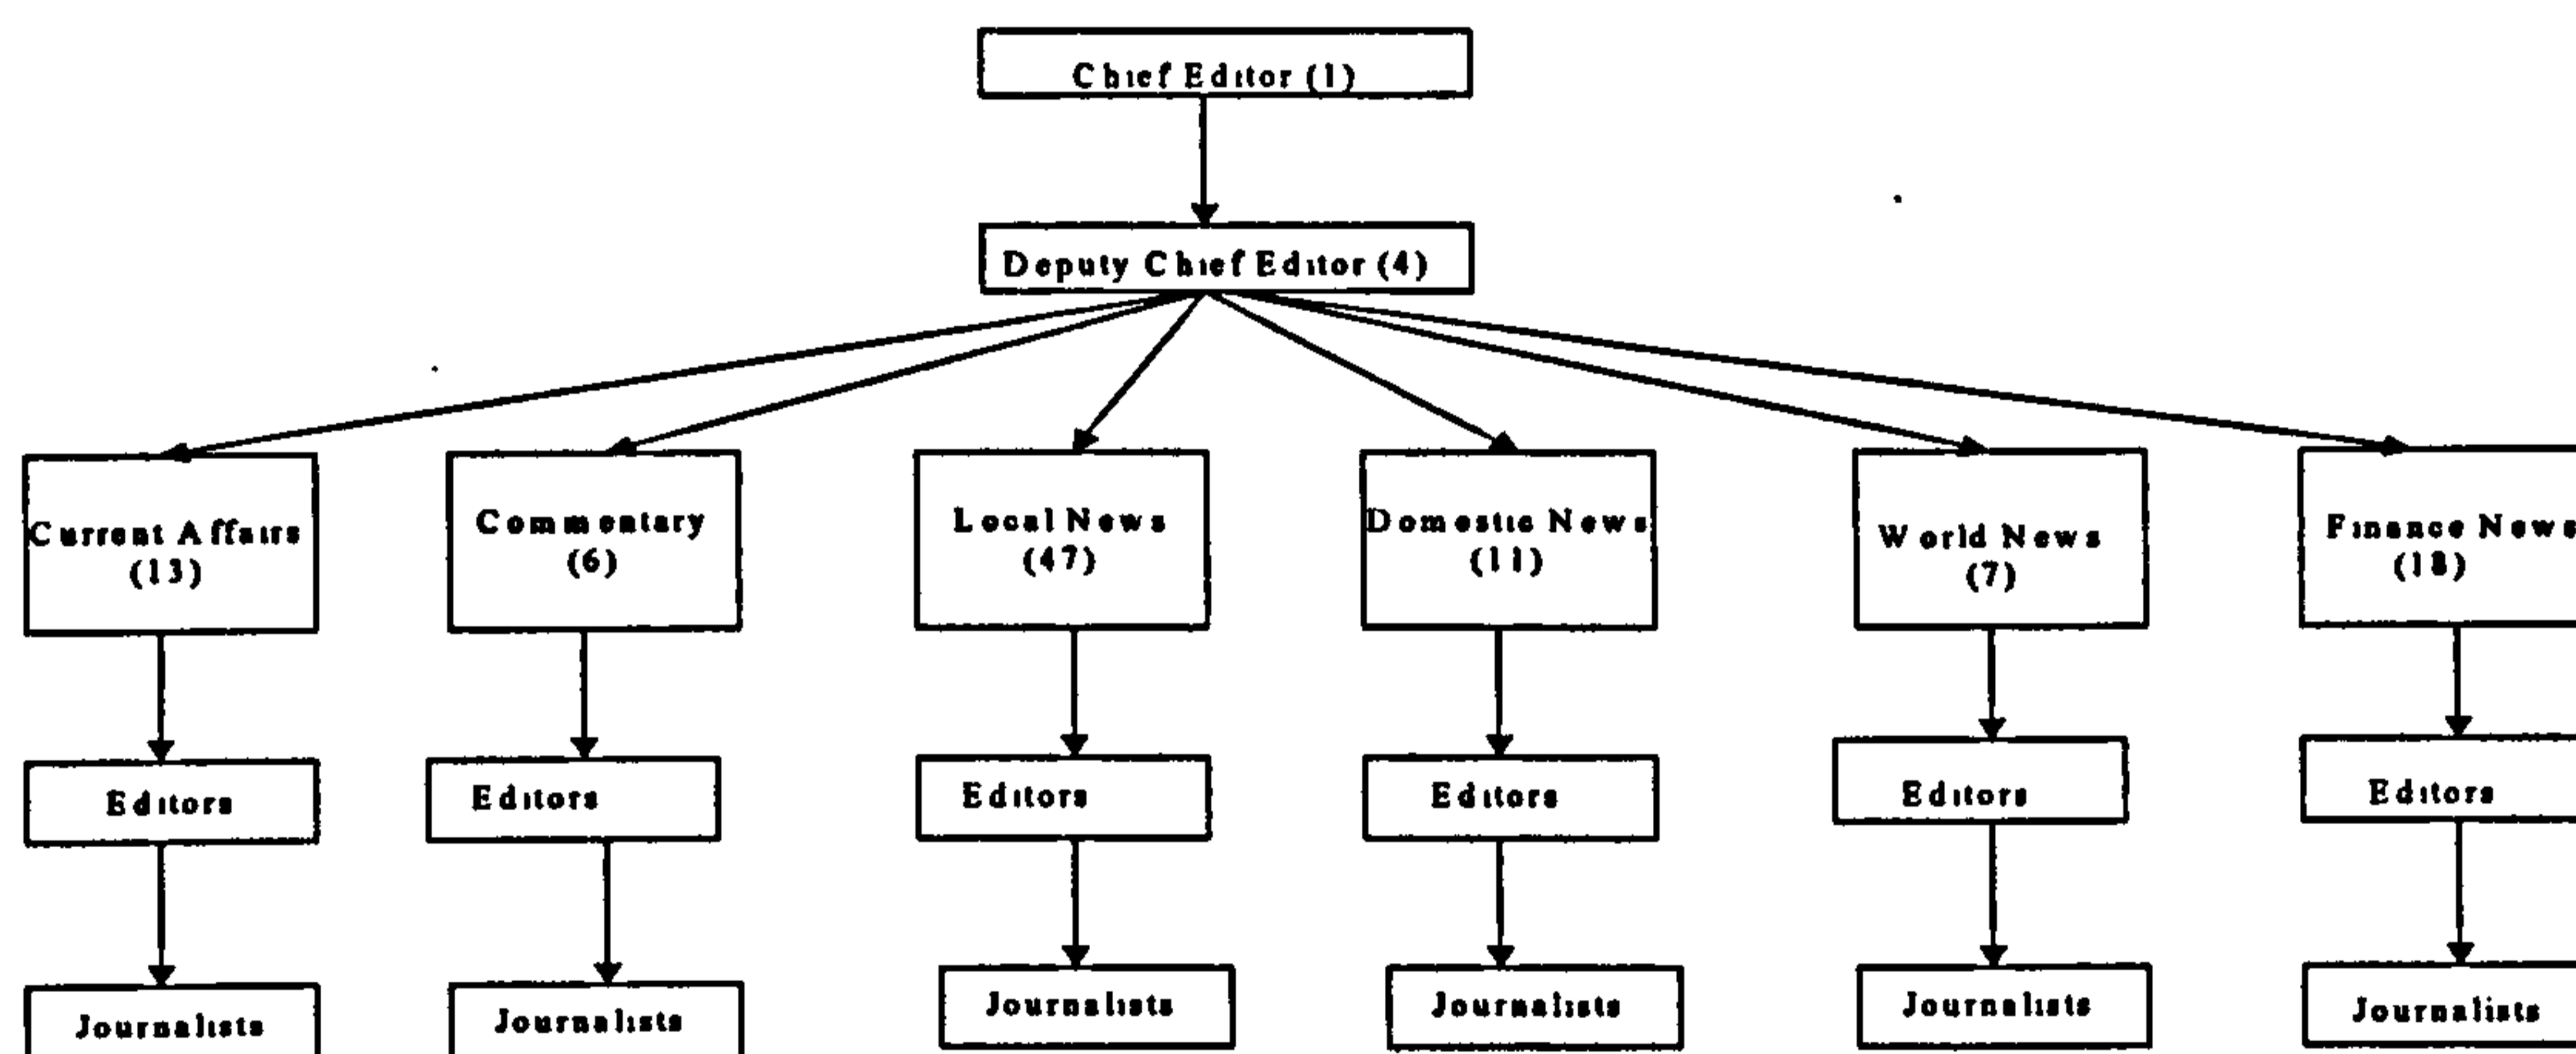 Chief Editor (1)
Deputy Chief Editor (4)
Current Affairs
(13)
Commentary
(6)
Local News
(47)
Domestic News
(11)
World News
(7)
Finance News
(18)
Editors
Editors
Editors
Editors
Editors
Editors
Journalists
Journalists
Journalists
Journalists
Journalists
Journalists